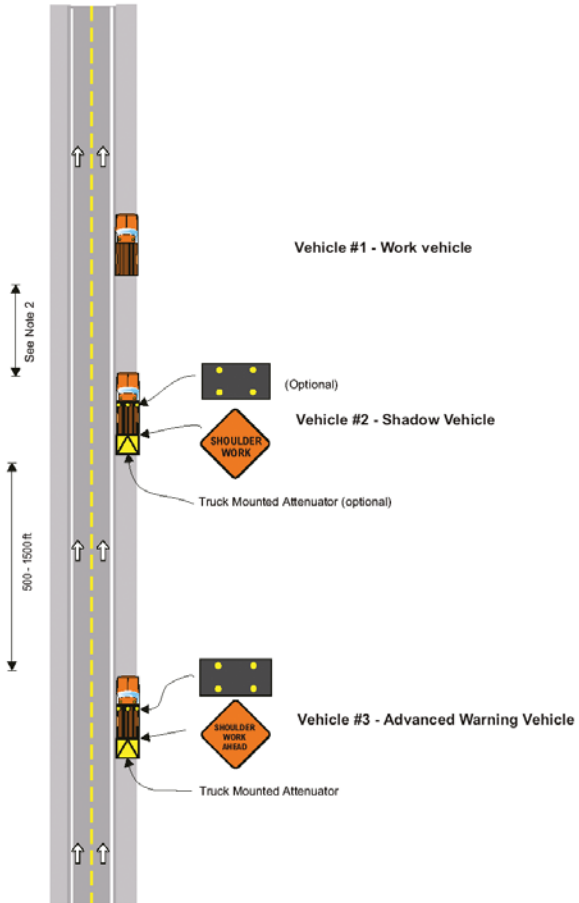 Vehicle #1 - Work vehicle
See Note 2
(Optional)
Vehicle #2 - Shadow Vehicle
SHOULDER
WORK
Truck Mounted Attenuator (optional)
500 - 1500 ft
Vehicle #3 - Advanced Warning Vehicle
SHOULDER
WORK
AHEAD
Truck Mounted Attenuator